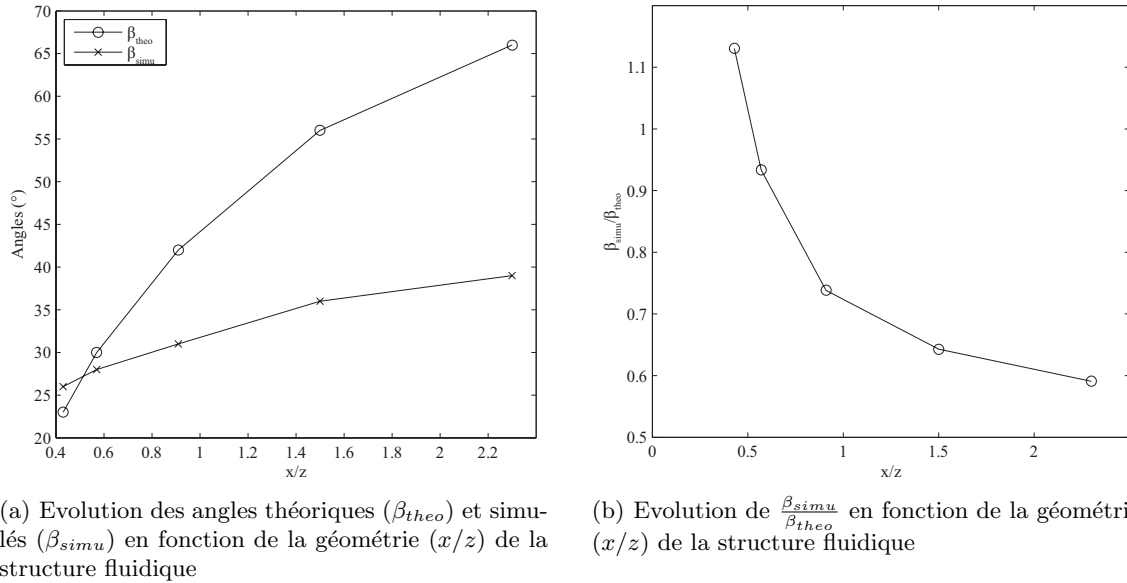 70
65
60
55
50
45
40
35
30
25
20
Angles (°)
β_theo
β_simu
0.4 0.6 0.8 1 1.2 1.4 1.6 1.8 2 2.2
x/z
(a) Evolution des angles théoriques (β_theo) et simu-
lés (β_simu) en fonction de la géométrie (x/z) de la
structure fluidique
1.1
1
0.9
0.8
0.7
0.6
0.5
β_simu/β_theo
0 0.5 1 1.5 2
x/z
(b) Evolution de β_simu/β_theo en fonction de la géométri
(x/z) de la structure fluidique